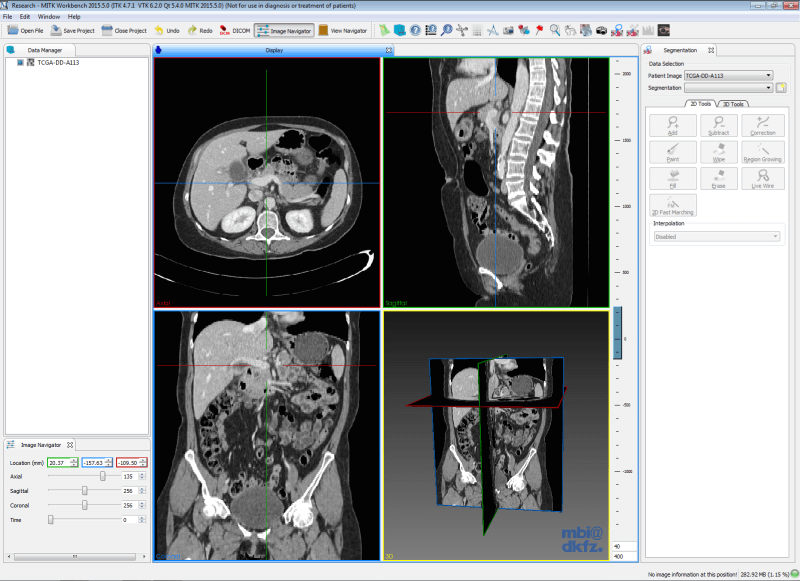 Research - MITK Workbench 2015.5.0 (ITK 4.7.1 VTK 6.2.0 Qt 5.4.0 MITK 2015.5.0) (Not for use in diagnosis or treatment of patients)
File Edit Window Help
Open File Save Project Close Project Undo Redo DICOM Image Navigator View Navigator
Data Manager
TCGA-DD-A113
Display
Axial
Sagittal
3D
mbi@
dkfz.
2000
1500
1000
500
0
-500
-1000
40
400
Segmentation
Data Selection
Patient Image TCGA-DD-A113
Segmentation
2D Tools 3D Tools
Add Subtract Correction
Paint Wipe Region Growing
Fill Erase Live Wire
2D Fast Marching
Interpolation
Disabled
Image Navigator
Location (mm) 20.37 -157.63 -109.50
Axial 135
Sagittal 256
Coronal 256
Time 0
No image information at this position! 282.92 MB (1.15 %)